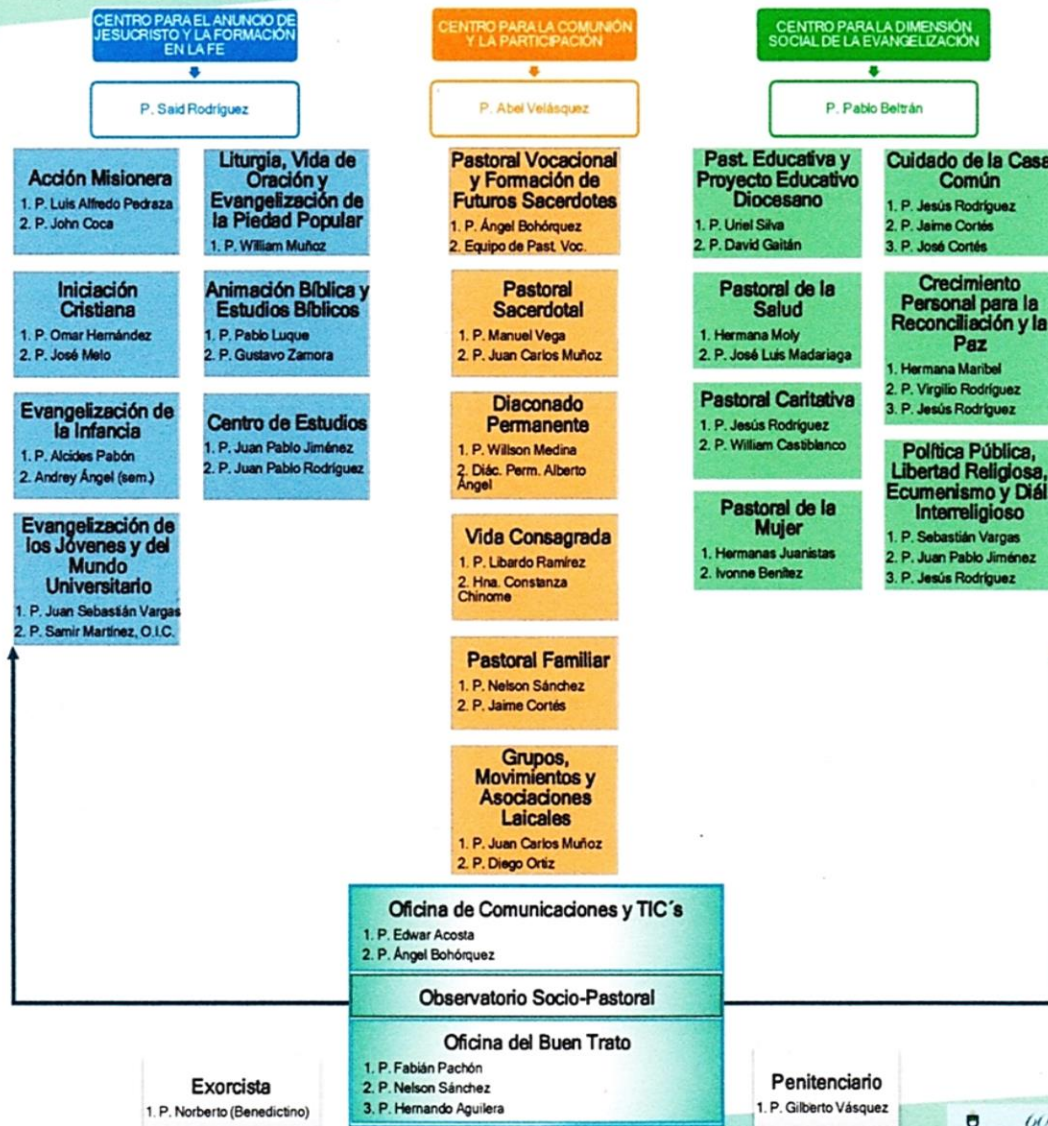 CENTRO PARA EL ANUNCIO DE
JESUCRISTO Y LA FORMACIÓN
EN LA FE
P. Said Rodríguez
Acción Misionera
1. P. Luis Alfredo Pedraza
2. P. John Coca
Iniciación
Cristiana
1. P. Omar Hernández
2. P. José Melo
Evangelización de
la Infancia
1. P. Alcides Pabón
2. Andrey Ángel (sem.)
Evangelización de
los Jóvenes y del
Mundo
Universitario
1. P. Juan Sebastián Vargas
2. P. Samir Martínez, O.I.C.
Liturgia, Vida de
Oración y
Evangelización de
la Piedad Popular
1. P. William Muñoz
Animación Bíblica y
Estudios Bíblicos
1. P. Pablo Luque
2. P. Gustavo Zamora
Centro de Estudios
1. P. Juan Pablo Jiménez
2. P. Juan Pablo Rodríguez
CENTRO PARA LA COMUNIÓN
Y LA PARTICIPACIÓN
P. Abel Velásquez
Pastoral Vocacional
y Formación de
Futuros Sacerdotes
1. P. Ángel Bohórquez
2. Equipo de Past. Voc.
Pastoral
Sacerdotal
1. P. Manuel Vega
2. P. Juan Carlos Muñoz
Diaconado
Permanente
1. P. Willson Medina
2. Diác. Perm. Alberto
Ángel
Vida Consagrada
1. P. Libardo Ramírez
2. Hna. Constanza
Chinome
Pastoral Familiar
1. P. Nelson Sánchez
2. P. Jaime Cortés
Grupos,
Movimientos y
Asociaciones
Laicales
1. P. Juan Carlos Muñoz
2. P. Diego Ortiz
CENTRO PARA LA DIMENSIÓN
SOCIAL DE LA EVANGELIZACIÓN
P. Pablo Beltrán
Past. Educativa y
Proyecto Educativo
Diocesano
1. P. Uriel Silva
2. P. David Gaitán
Pastoral de la
Salud
1. Hermana Moly
2. P. José Luis Madariaga
Pastoral Caritativa
1. P. Jesús Rodríguez
2. P. William Castiblanco
Pastoral de la
Mujer
1. Hermanas Juanistas
2. Ivonne Benítez
Cuidado de la Casa
Común
1. P. Jesús Rodríguez
2. P. Jaime Cortés
3. P. José Cortés
Crecimiento
Personal para la
Reconciliación y la
Paz
1. Hermana Maribel
2. P. Virgilio Rodríguez
3. P. Jesús Rodríguez
Política Pública,
Libertad Religiosa,
Ecumenismo y Diál
Interreligioso
1. P. Sebastián Vargas
2. P. Juan Pablo Jiménez
3. P. Jesús Rodríguez
Oficina de Comunicaciones y TIC´s
1. P. Edwar Acosta
2. P. Ángel Bohórquez
Observatorio Socio-Pastoral
Oficina del Buen Trato
1. P. Fabián Pachón
2. P. Nelson Sánchez
3. P. Hernando Aguilera
Exorcista
1. P. Norberto (Benedictino)
Penitenciario
1. P. Gilberto Vásquez